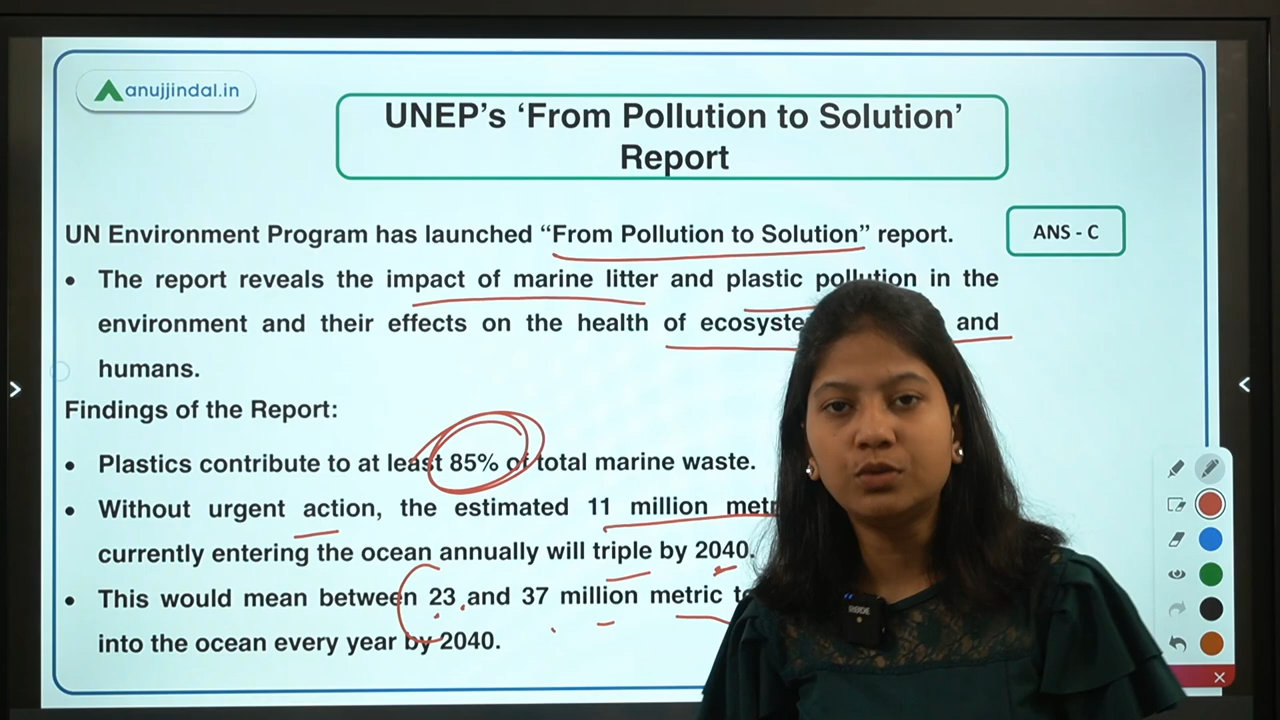 anujjindal.in
UNEP’s ‘From Pollution to Solution’
Report
UN Environment Program has launched “From Pollution to Solution” report.
ANS - C
The report reveals the impact of marine litter and plastic pollution in the
environment and their effects on the health of and
humans.
Findings of the Report:
Plastics contribute to at least 85% of total marine waste.
Without urgent action, the estimated 11 million
currently entering the ocean annually will triple by 2040.
This would mean between 23 and 37 million metric
into the ocean every year by 2040.
RODE